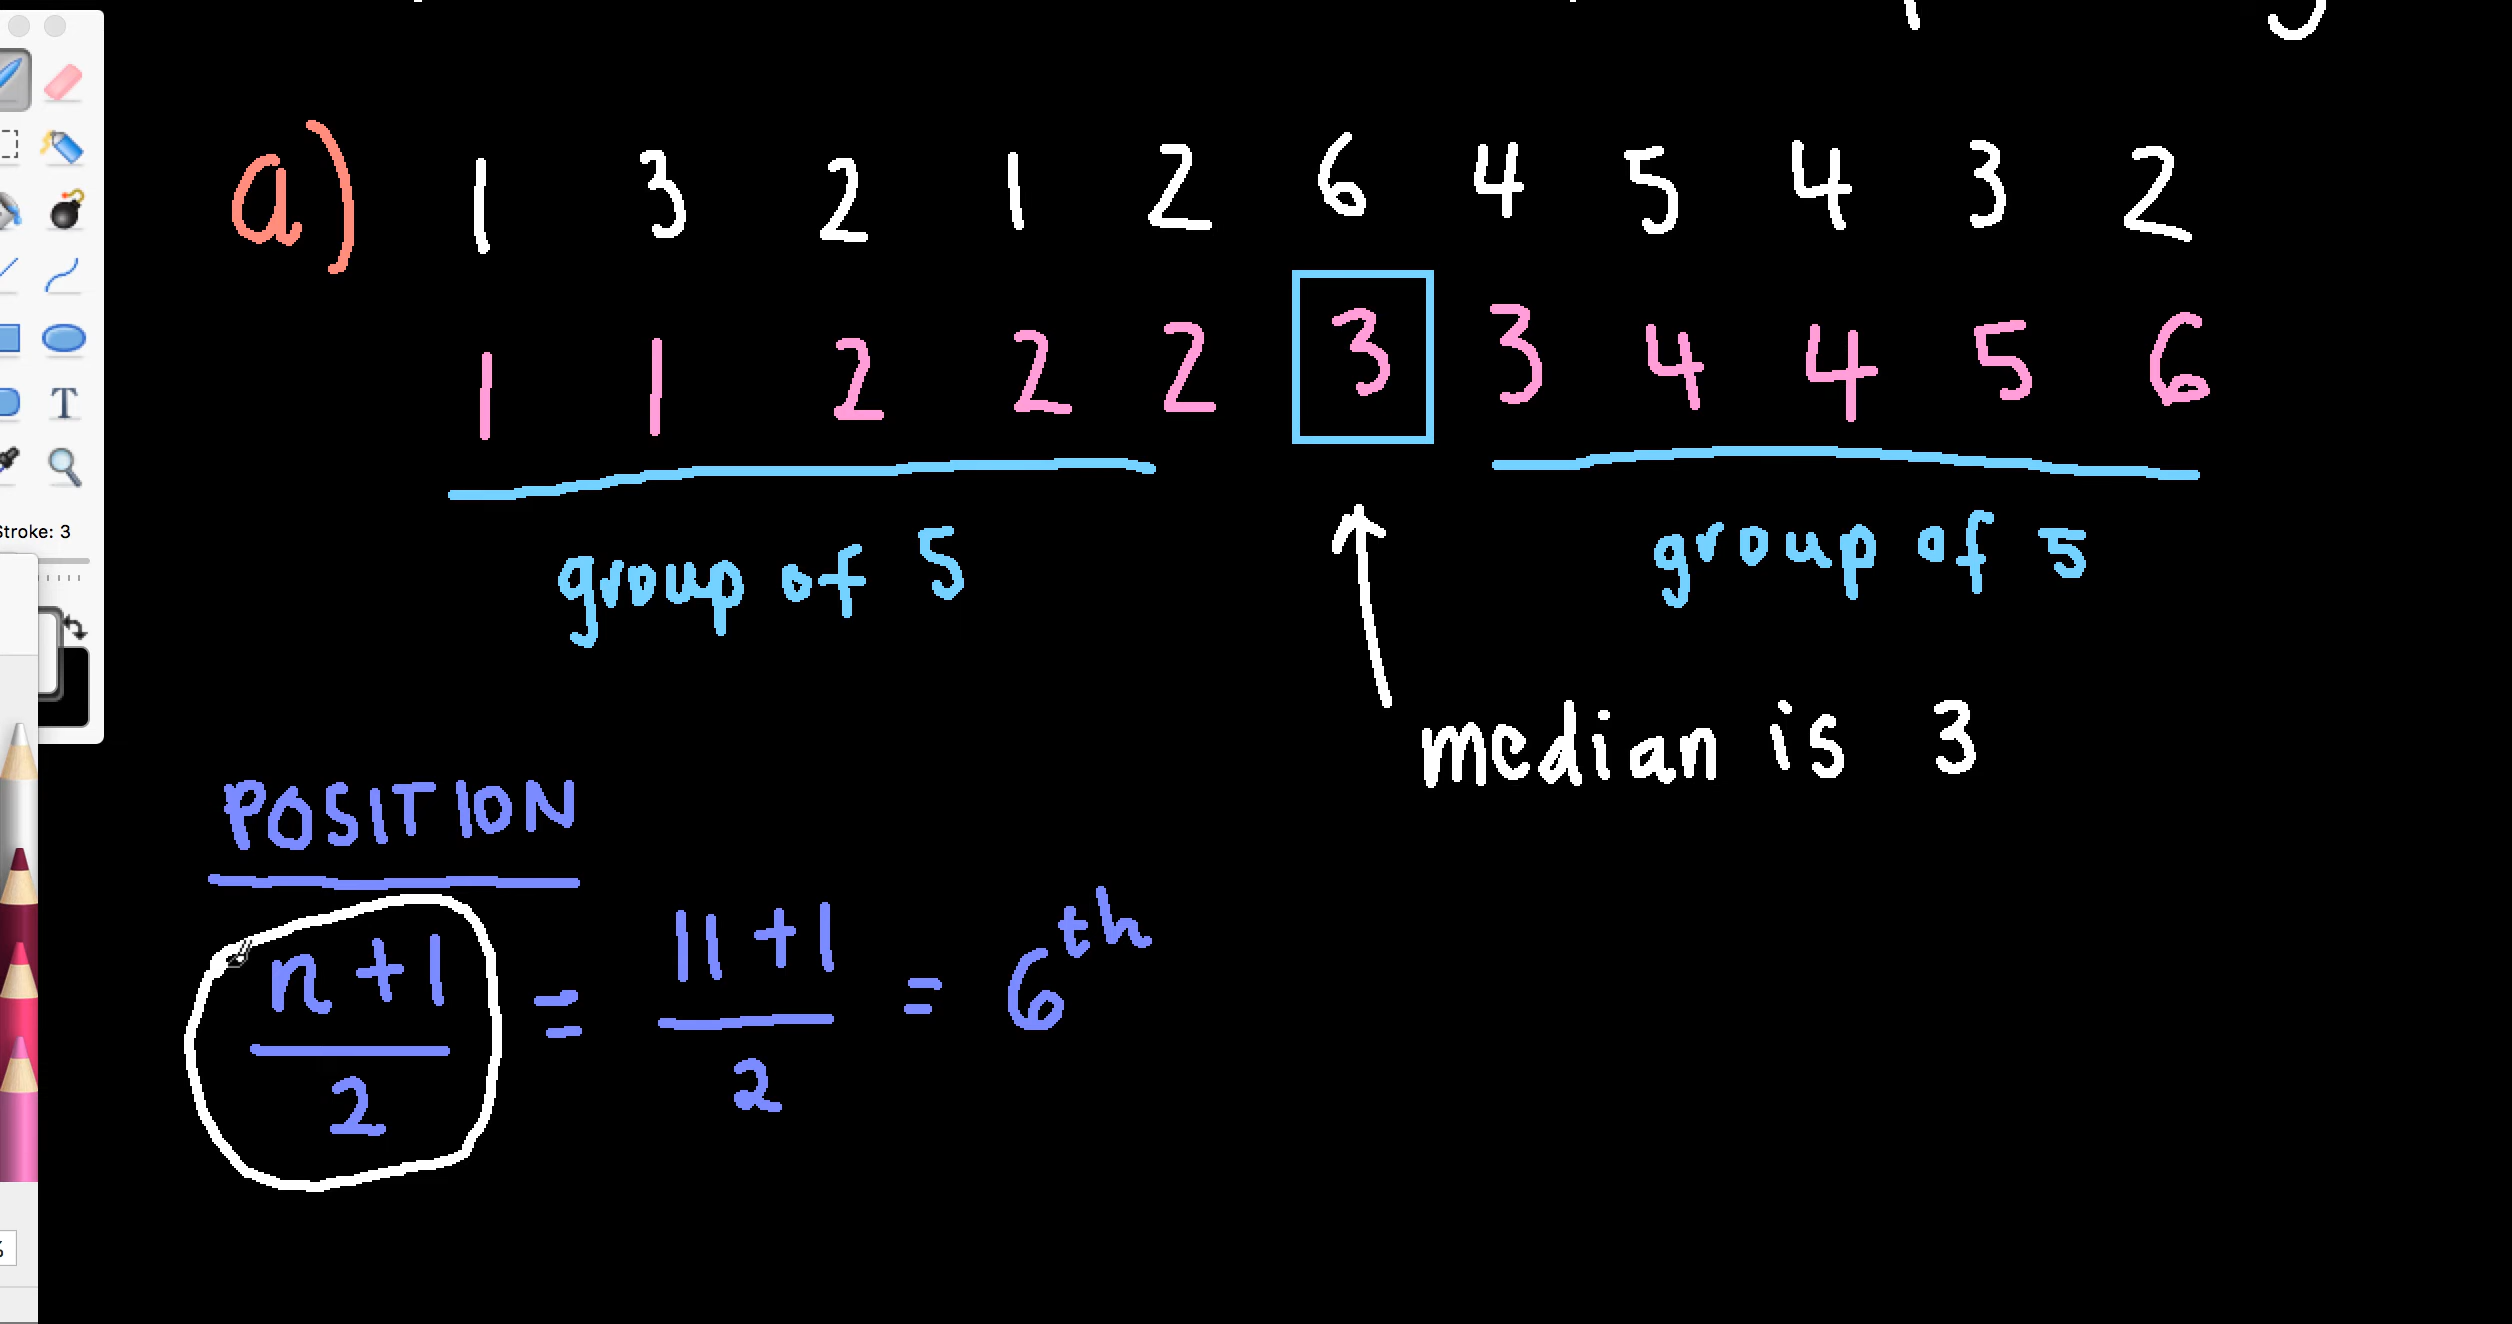 a) 1 3 2 1 2 6 4 5 4 3 2
1 1 2 2 2 3 3 4 4 5 6
group of 5 group of 5
median is 3
POSITION
n+1 / 2 = 11+1 / 2 = 6th
T
Stroke: 3
%